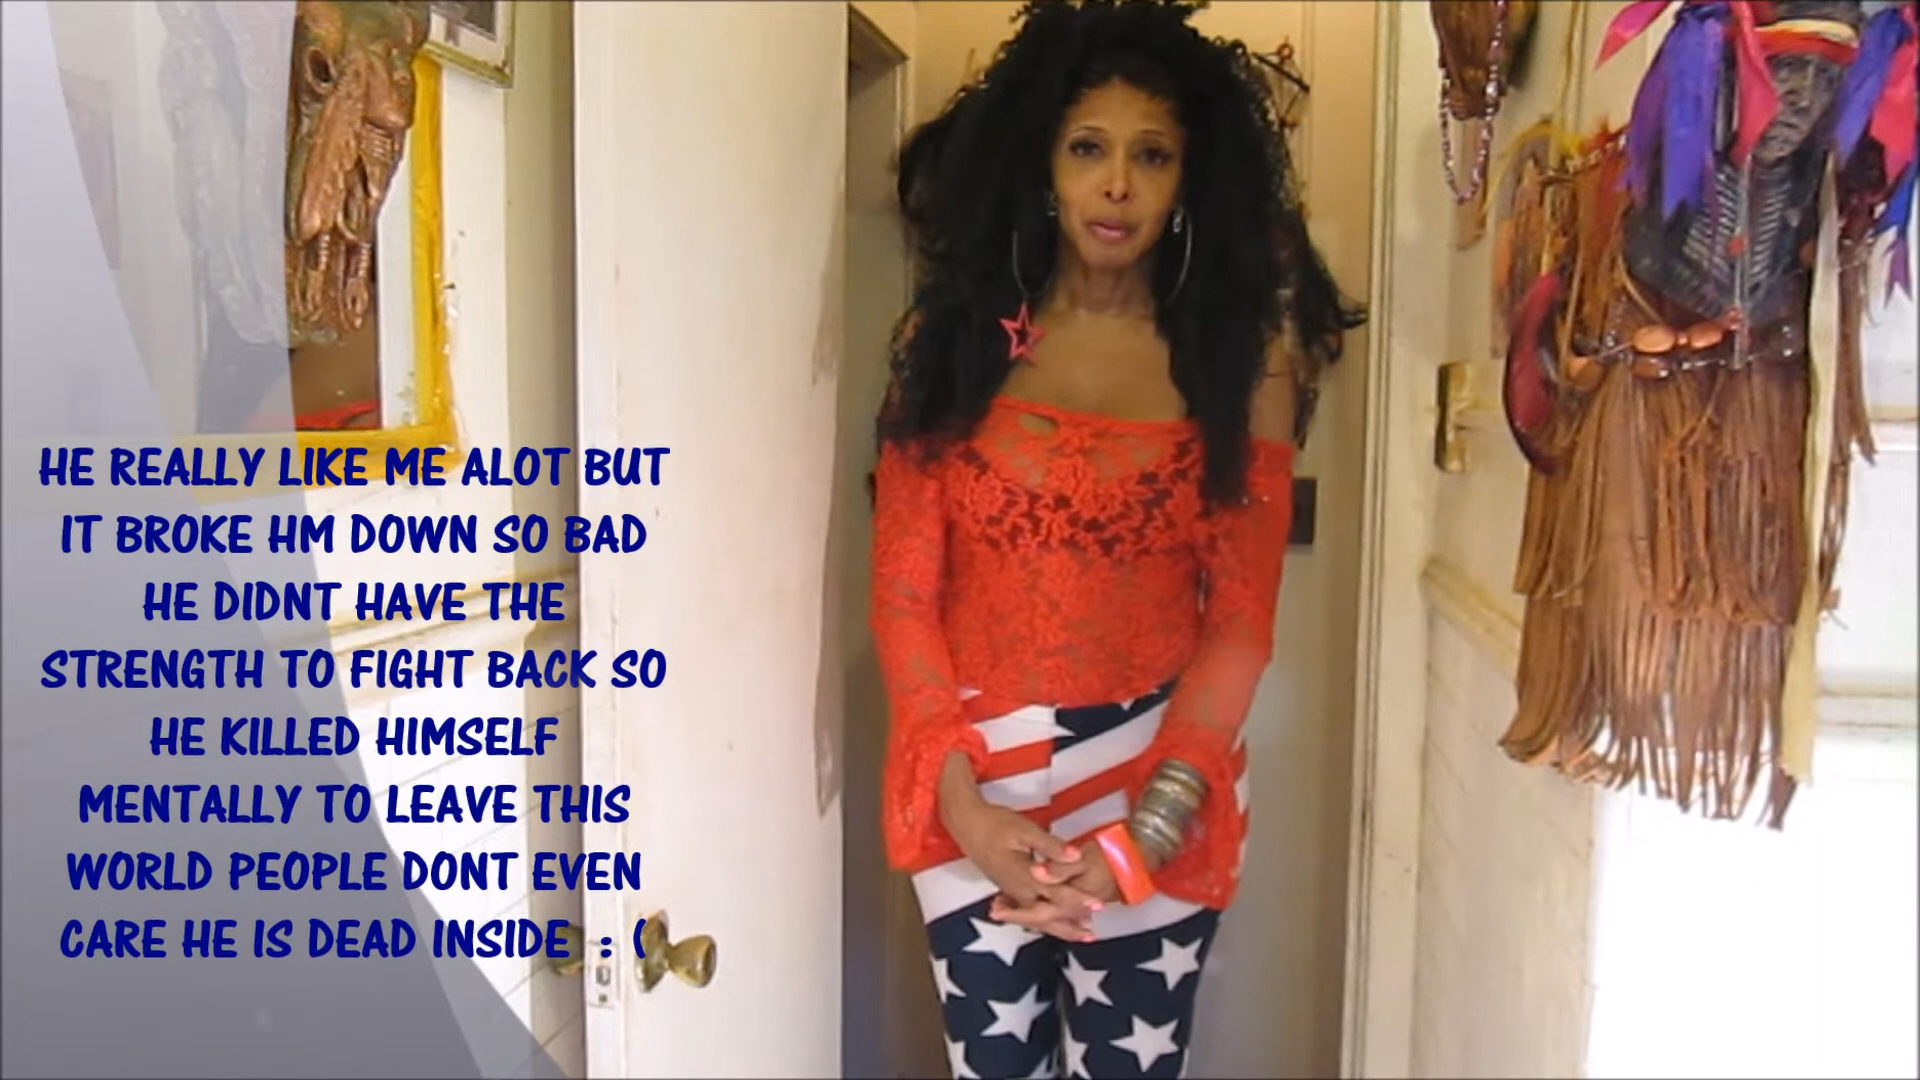 HE REALLY LIKE ME ALOT BUT
IT BROKE HM DOWN SO BAD
HE DIDNT HAVE THE
STRENGTH TO FIGHT BACK SO
HE KILLED HIMSELF
MENTALLY TO LEAVE THIS
WORLD PEOPLE DONT EVEN
CARE HE IS DEAD INSIDE  : (